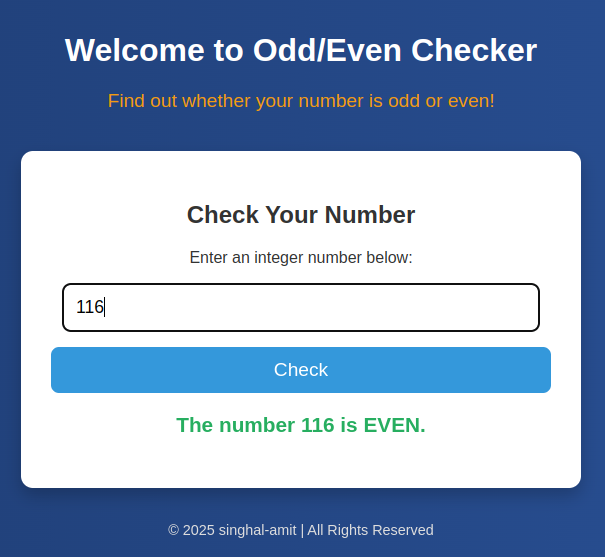 Welcome to Odd/Even Checker
Find out whether your number is odd or even!
Check Your Number
Enter an integer number below:
116
Check
The number 116 is EVEN.
© 2025 singhal-amit | All Rights Reserved